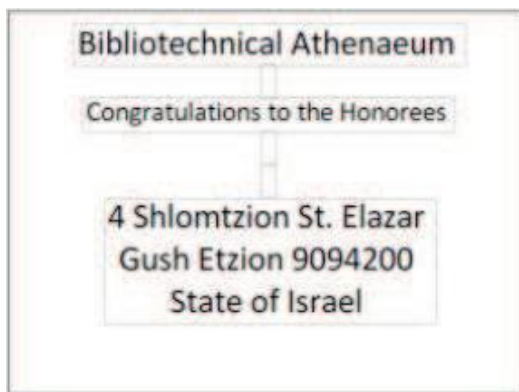 Bibliotechnical Athenaeum
Congratulations to the Honorees
4 Shlomtzion St. Elazar
Gush Etzion 9094200
State of Israel